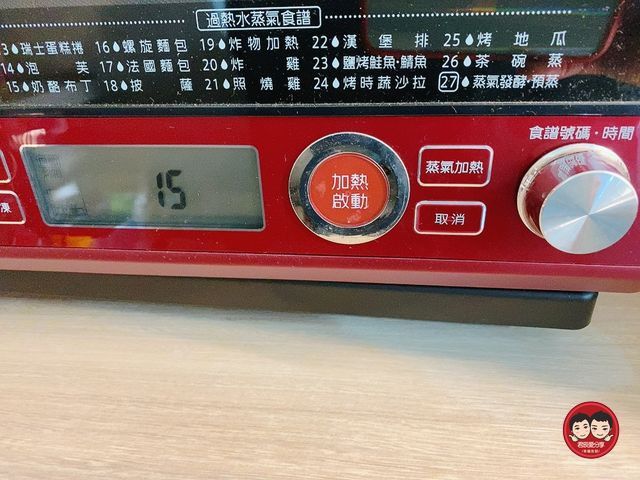 過熱水蒸氣食譜
3 瑞士蛋糕捲 16 螺旋麵包 19 炸物加熱 22 漢堡排 25 烤地瓜
14 泡芙 17 法國麵包 20 炸雞 23 鹽烤鮭魚‧鯖魚 26 茶碗蒸
15 奶酪布丁 18 披薩 21 照燒雞 24 烤時蔬沙拉 27 蒸氣發酵‧預蒸
食譜號碼‧時間
15
加熱
啟動
蒸氣加熱
取消
凍